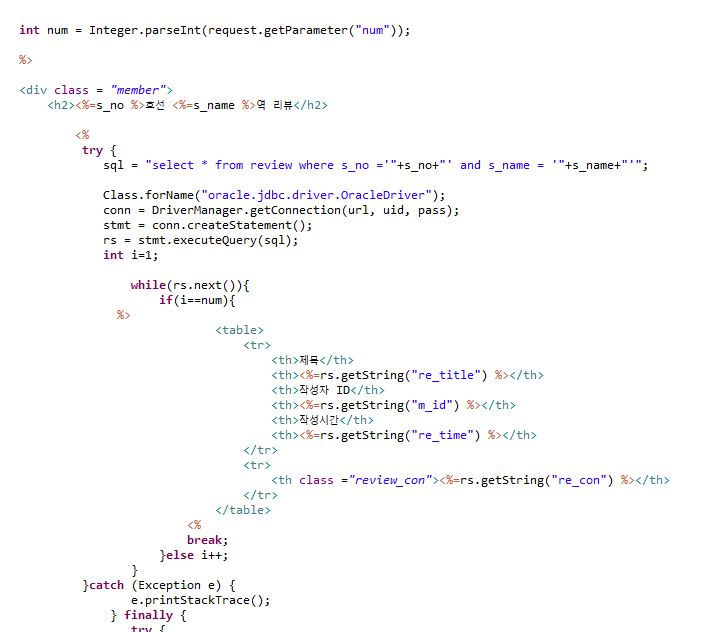 int num = Integer.parseInt(request.getParameter("num"));
%>
<div class = "member">
<h2><%=s_no %>호선 <%=s_name %>역 리뷰</h2>
<%
try {
sql = "select * from review where s_no ='"+s_no+"' and s_name = '"+s_name+"'";
Class.forName("oracle.jdbc.driver.OracleDriver");
conn = DriverManager.getConnection(url, uid, pass);
stmt = conn.createStatement();
rs = stmt.executeQuery(sql);
int i=1;
while(rs.next()){
if(i==num){
%>
<table>
<tr>
<th>제목</th>
<th><%=rs.getString("re_title") %></th>
<th>작성자 ID</th>
<th><%=rs.getString("m_id") %></th>
<th>작성시간</th>
<th><%=rs.getString("re_time") %></th>
</tr>
<tr>
<th class ="review_con"><%=rs.getString("re_con") %></th>
</tr>
</table>
<%
break;
}else i++;
}
}catch (Exception e) {
e.printStackTrace();
} finally {
try {